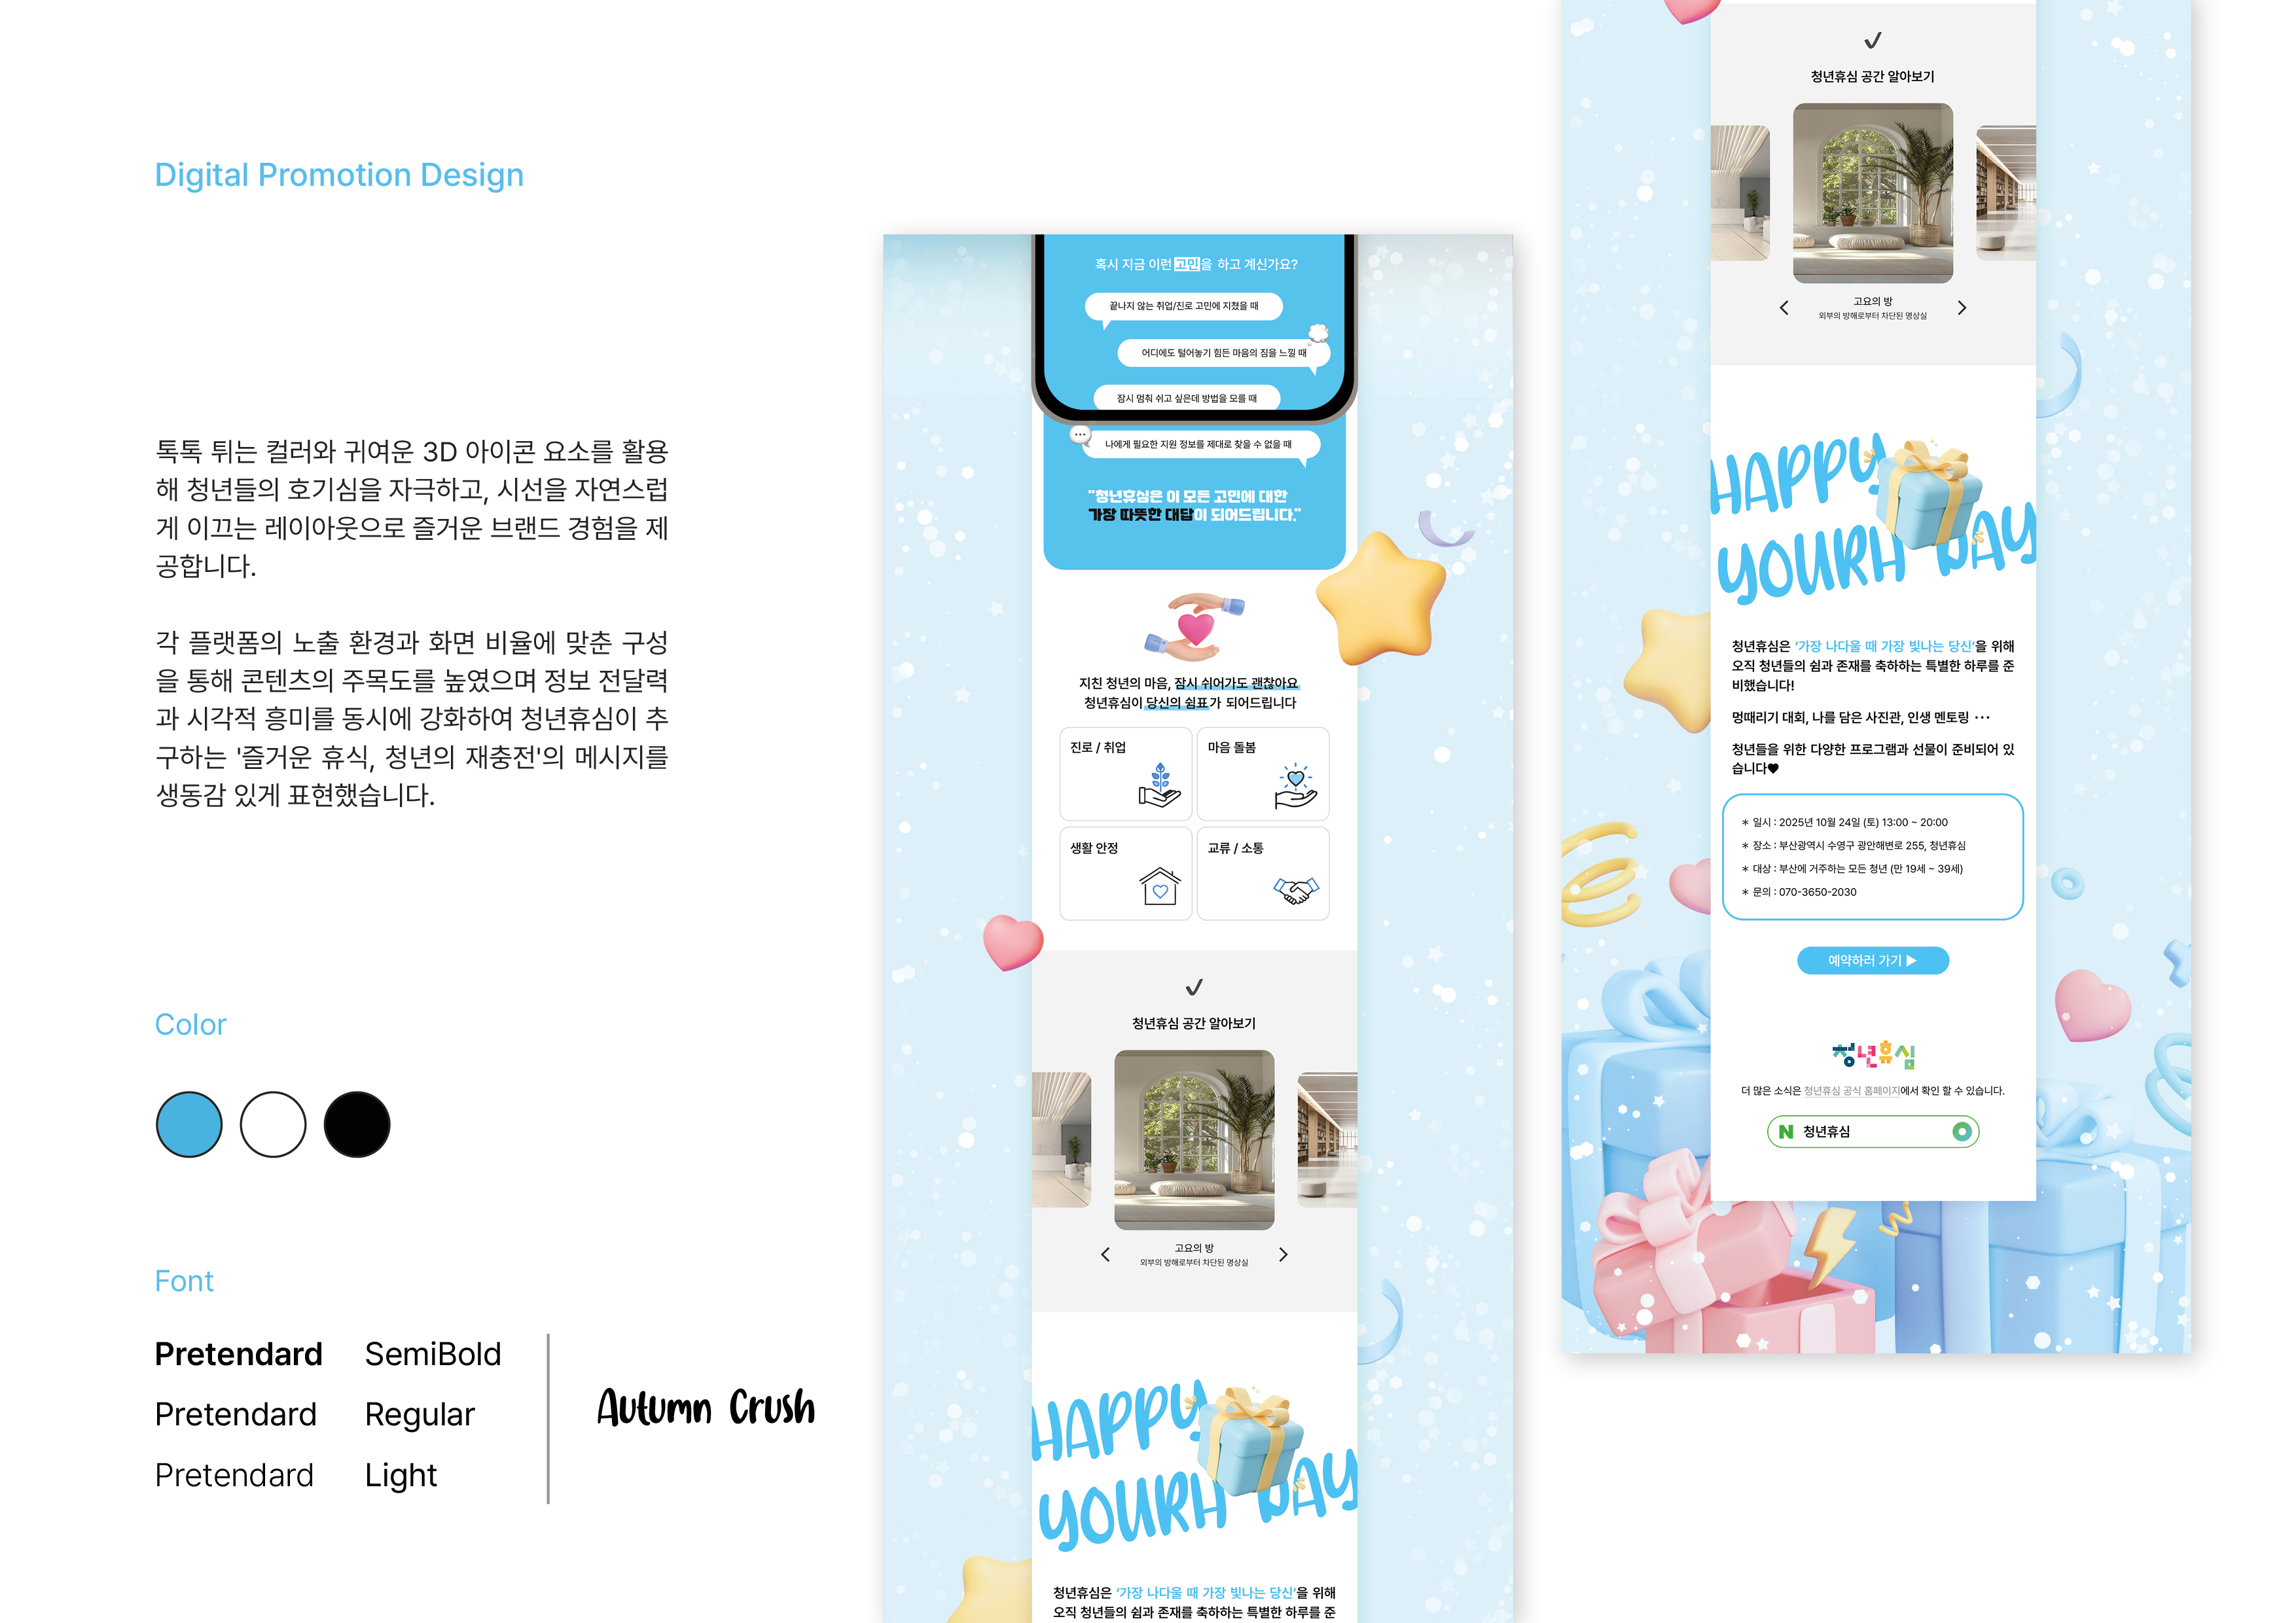 Digital Promotion Design
톡톡 튀는 컬러와 귀여운 3D 아이콘 요소를 활용
해 청년들의 호기심을 자극하고, 시선을 자연스럽
게 이끄는 레이아웃으로 즐거운 브랜드 경험을 제
공합니다.
각 플랫폼의 노출 환경과 화면 비율에 맞춘 구성
을 통해 콘텐츠의 주목도를 높였으며 정보 전달력
과 시각적 흥미를 동시에 강화하여 청년휴심이 추
구하는 '즐거운 휴식, 청년의 재충전'의 메시지를
생동감 있게 표현했습니다.
Color
Font
Pretendard SemiBold
Pretendard Regular
Pretendard Light
Autumn Crush
혹시 지금 이런 고민을 하고 계신가요?
끝나지 않는 취업/진로 고민에 지쳤을 때
어디에도 털어놓기 힘든 마음의 짐을 느낄 때
잠시 멈춰 쉬고 싶은데 방법을 모를 때
나에게 필요한 지원 정보를 제대로 찾을 수 없을 때
"청년휴심은 이 모든 고민에 대한
가장 따뜻한 대답이 되어드립니다."
지친 청년의 마음, 잠시 쉬어가도 괜찮아요
청년휴심이 당신의 쉼표가 되어드립니다
진로 / 취업
마음 돌봄
생활 안정
교류 / 소통
청년휴심 공간 알아보기
고요의 방
외부의 방해로부터 차단된 명상실
HAPPY
YOURH DAY
청년휴심은 '가장 나다울 때 가장 빛나는 당신'을 위해
오직 청년들의 쉼과 존재를 축하하는 특별한 하루를 준
청년휴심 공간 알아보기
고요의 방
외부의 방해로부터 차단된 명상실
HAPPY
YOURH DAY
청년휴심은 '가장 나다울 때 가장 빛나는 당신'을 위해
오직 청년들의 쉼과 존재를 축하하는 특별한 하루를 준
비했습니다!
멍때리기 대회, 나를 담은 사진관, 인생 멘토링 ···
청년들을 위한 다양한 프로그램과 선물이 준비되어 있
습니다♥
* 일시 : 2025년 10월 24일 (토) 13:00 ~ 20:00
* 장소 : 부산광역시 수영구 광안해변로 255, 청년휴심
* 대상 : 부산에 거주하는 모든 청년 (만 19세 ~ 39세)
* 문의 : 070-3650-2030
예약하러 가기 ▶
청년휴심
더 많은 소식은 청년휴심 공식 홈페이지에서 확인 할 수 있습니다.
N 청년휴심